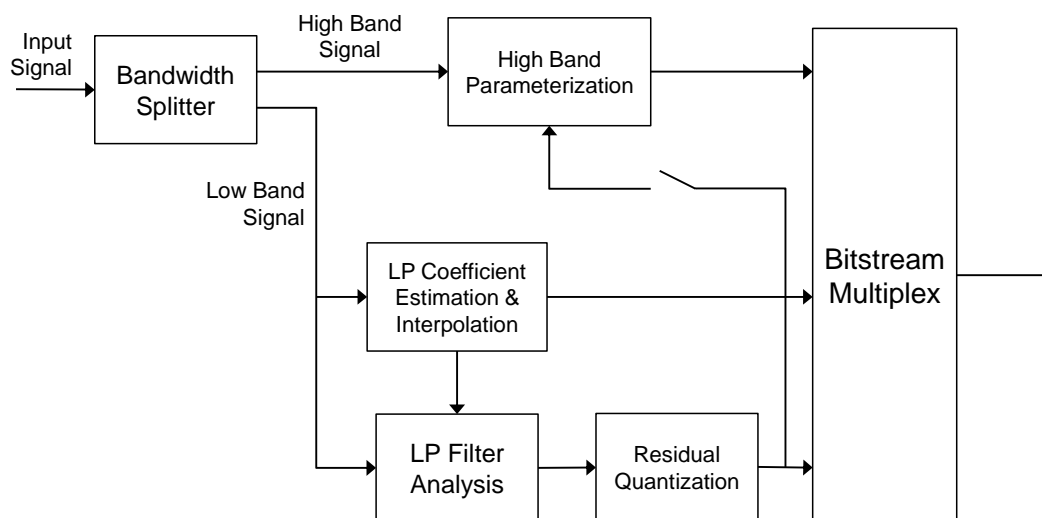 Input
Signal
Bandwidth
Splitter
High Band
Signal
High Band
Parameterization
Low Band
Signal
LP Coefficient
Estimation &
Interpolation
LP Filter
Analysis
Residual
Quantization
Bitstream
Multiplex